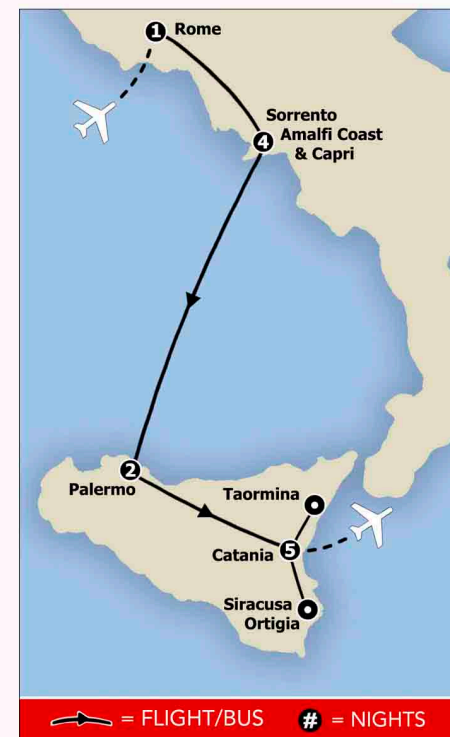 1 Rome
Sorrento
Amalfi Coast
4 & Capri
2
Palermo
Taormina
Catania 5
Siracusa
Ortigia
= FLIGHT/BUS # = NIGHTS